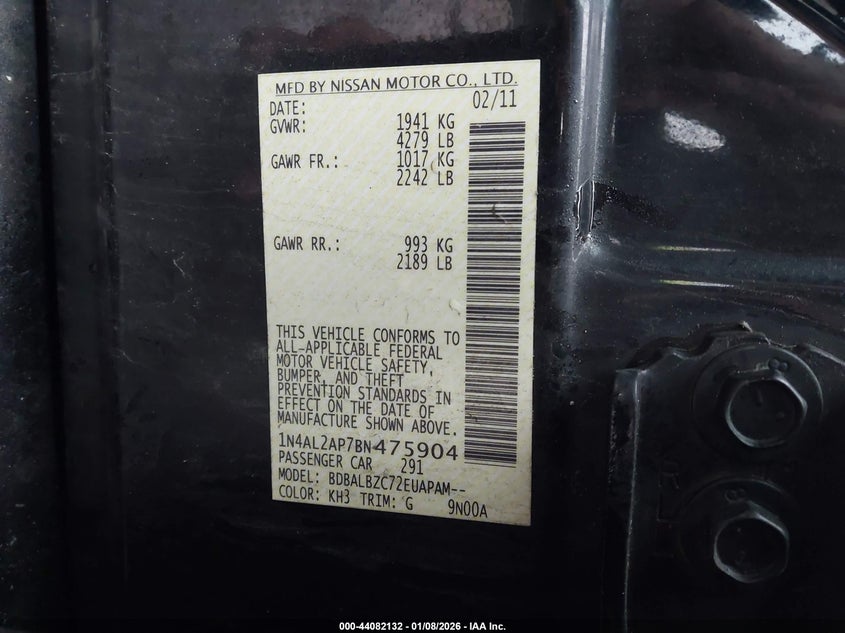 MFD BY NISSAN MOTOR CO., LTD.
DATE: 02/11
GVWR: 1941 KG
4279 LB
GAWR FR.: 1017 KG
2242 LB
GAWR RR.: 993 KG
2189 LB
THIS VEHICLE CONFORMS TO
ALL-APPLICABLE FEDERAL
MOTOR VEHICLE SAFETY,
BUMPER, AND THEFT
PREVENTION STANDARDS IN
EFFECT ON THE DATE OF
MANUFACTURE SHOWN ABOVE.
1N4AL2AP7BN475904
PASSENGER CAR 291
MODEL: BDBALBZC72EUAPAM--
COLOR: KH3 TRIM: G 9N00A
000-44082132 - 01/08/2026 - IAA Inc.